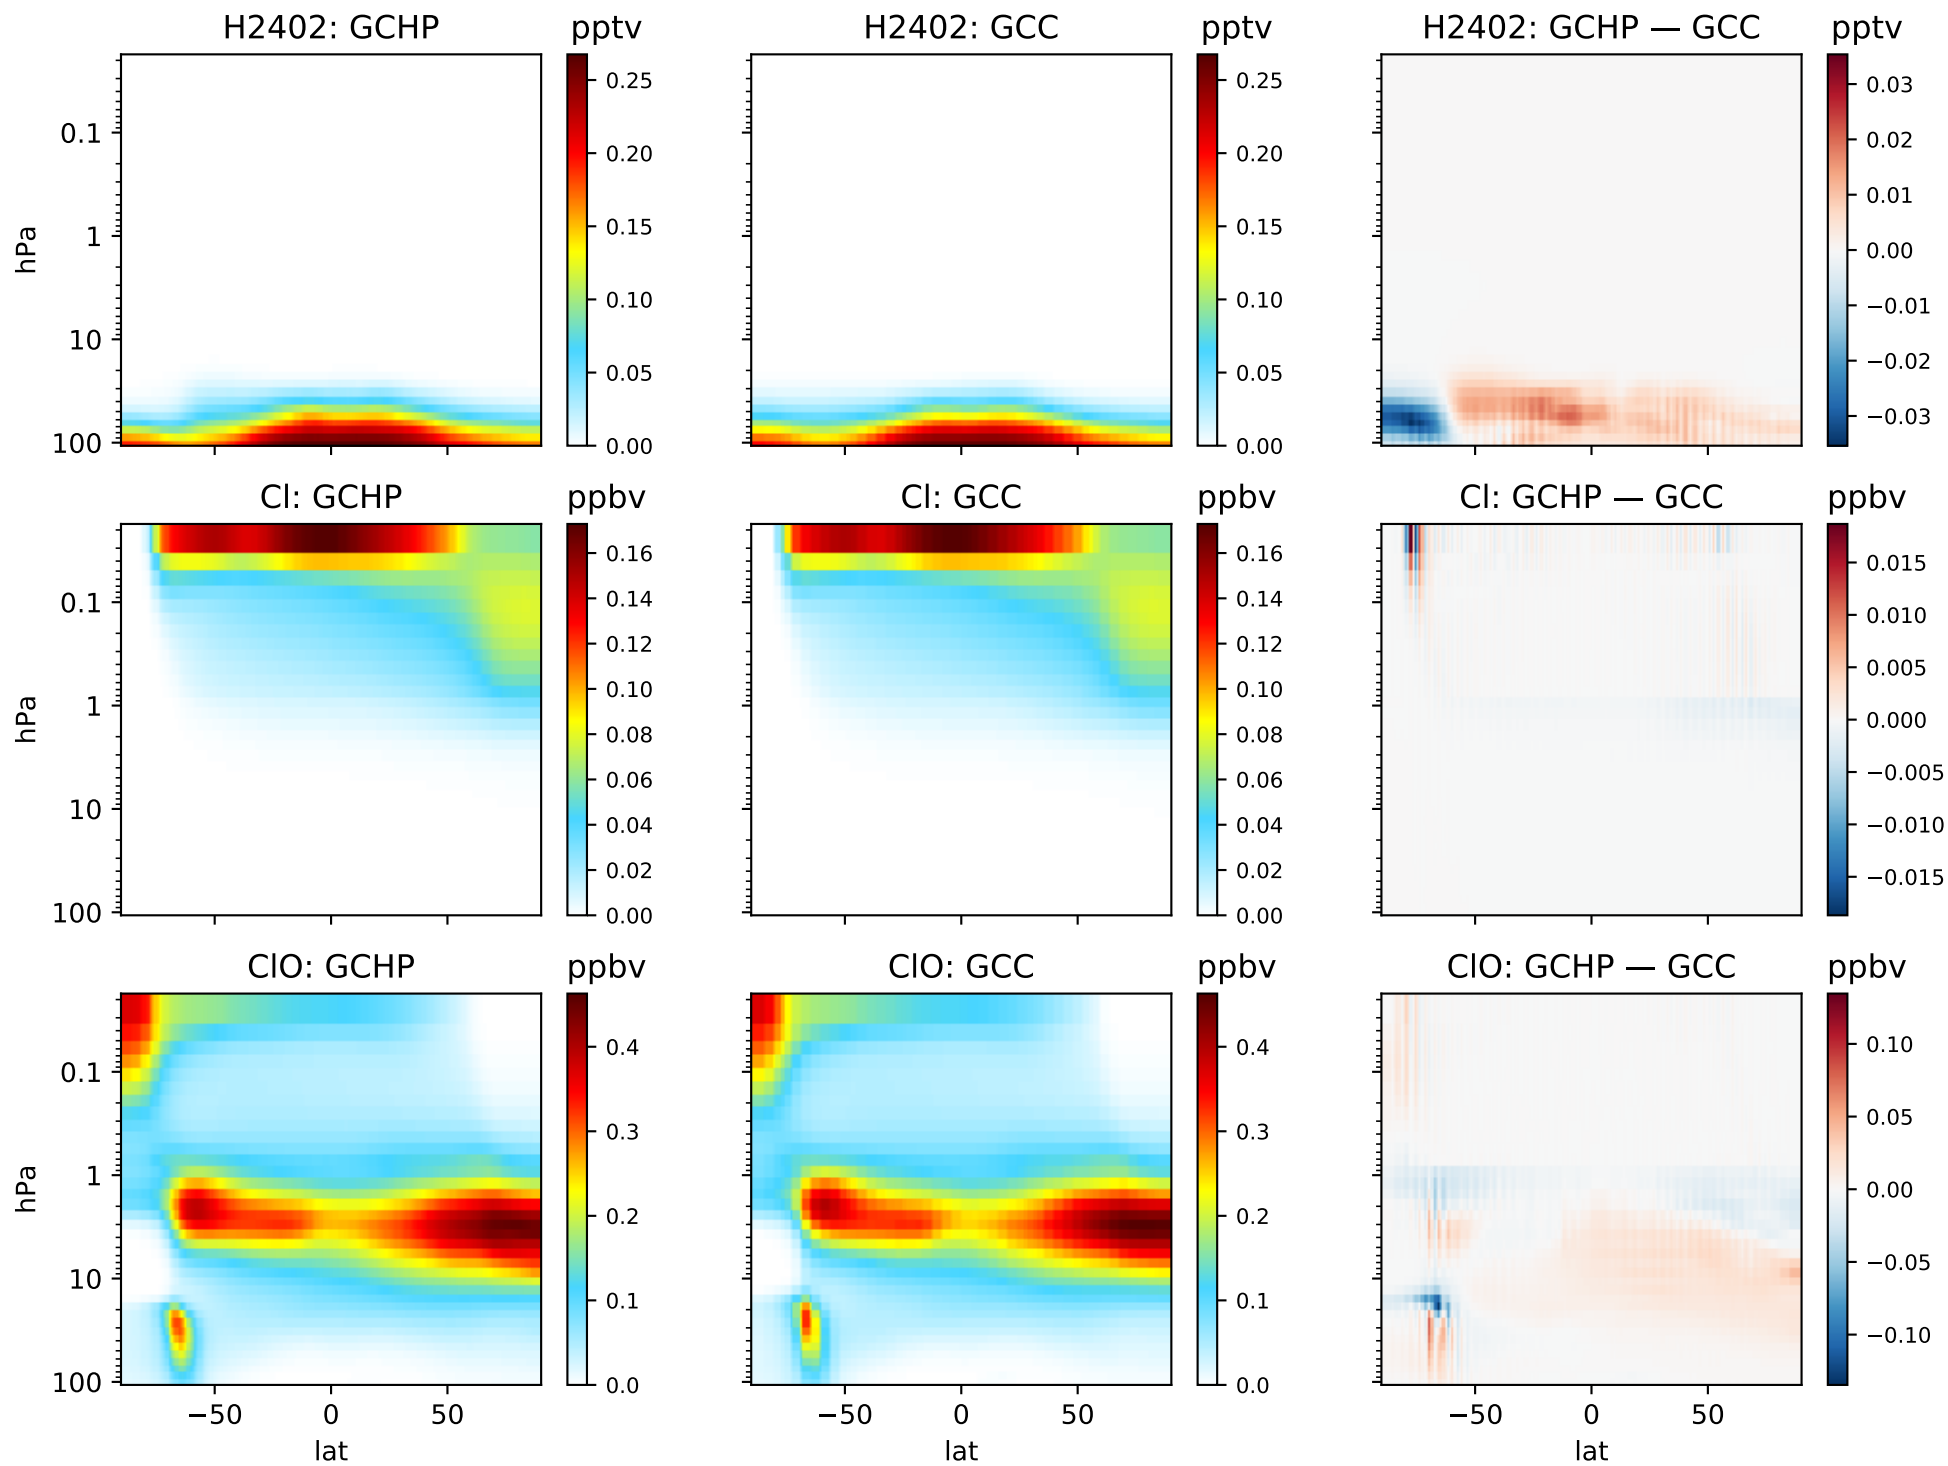 H2402: GCHP pptv H2402: GCC pptv H2402: GCHP — GCC pptv
0.25 0.25 0.03
0.1 0.20 0.20 0.02
0.01
hPa 1 0.15 0.15 0.00
0.10 0.10 −0.01
10 0.05 0.05 −0.02
−0.03
100 0.00 0.00
Cl: GCHP ppbv Cl: GCC ppbv Cl: GCHP — GCC ppbv
0.16 0.16 0.015
0.1 0.14 0.14 0.010
0.12 0.12 0.005
hPa 1 0.10 0.10 0.000
0.08 0.08
0.06 0.06 −0.005
10 0.04 0.04 −0.010
0.02 0.02 −0.015
100 0.00 0.00
ClO: GCHP ppbv ClO: GCC ppbv ClO: GCHP — GCC ppbv
0.4 0.4 0.10
0.1 0.3 0.3 0.05
hPa 1 0.2 0.2 0.00
10 0.1 0.1 −0.05
−0.10
100 0.0 0.0
−50 0 50 −50 0 50 −50 0 50
lat lat lat